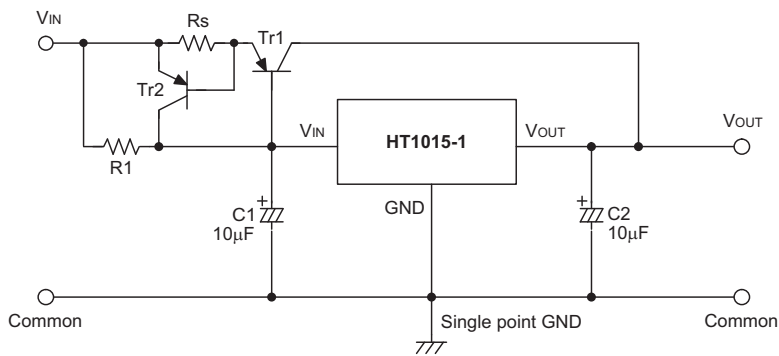 VIN
Rs
Tr1
Tr2
VIN
HT1015-1
VOUT
VOUT
R1
GND
C1
10μF
C2
10μF
Common
Single point GND
Common